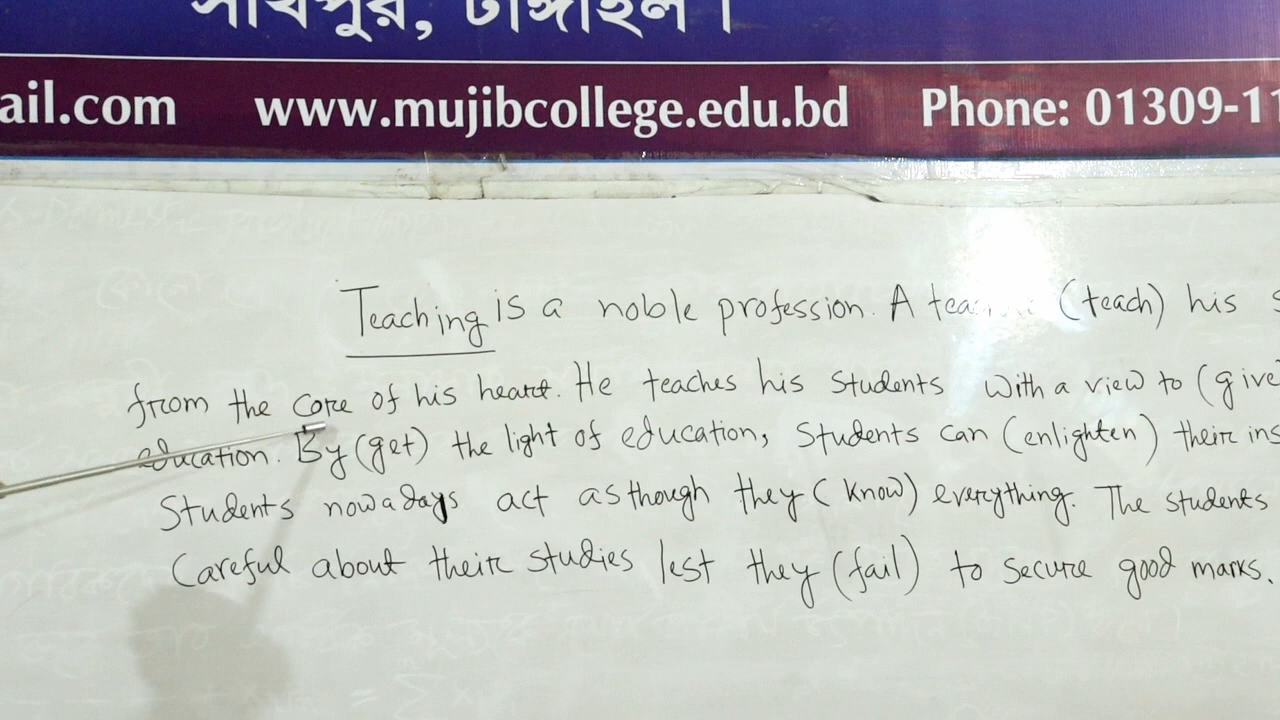 সখিপুর, টাঙ্গাইল।
ail.com www.mujibcollege.edu.bd Phone: 01309-11
Teaching is a noble profession. A (teach) his
from the core of his heart. He teaches his students with a view to (give
education. By (get) the light of education, students can (enlighten) their ins
Students nowadays act as though they (know) everything. The students
Careful about their studies lest they (fail) to secure good marks.